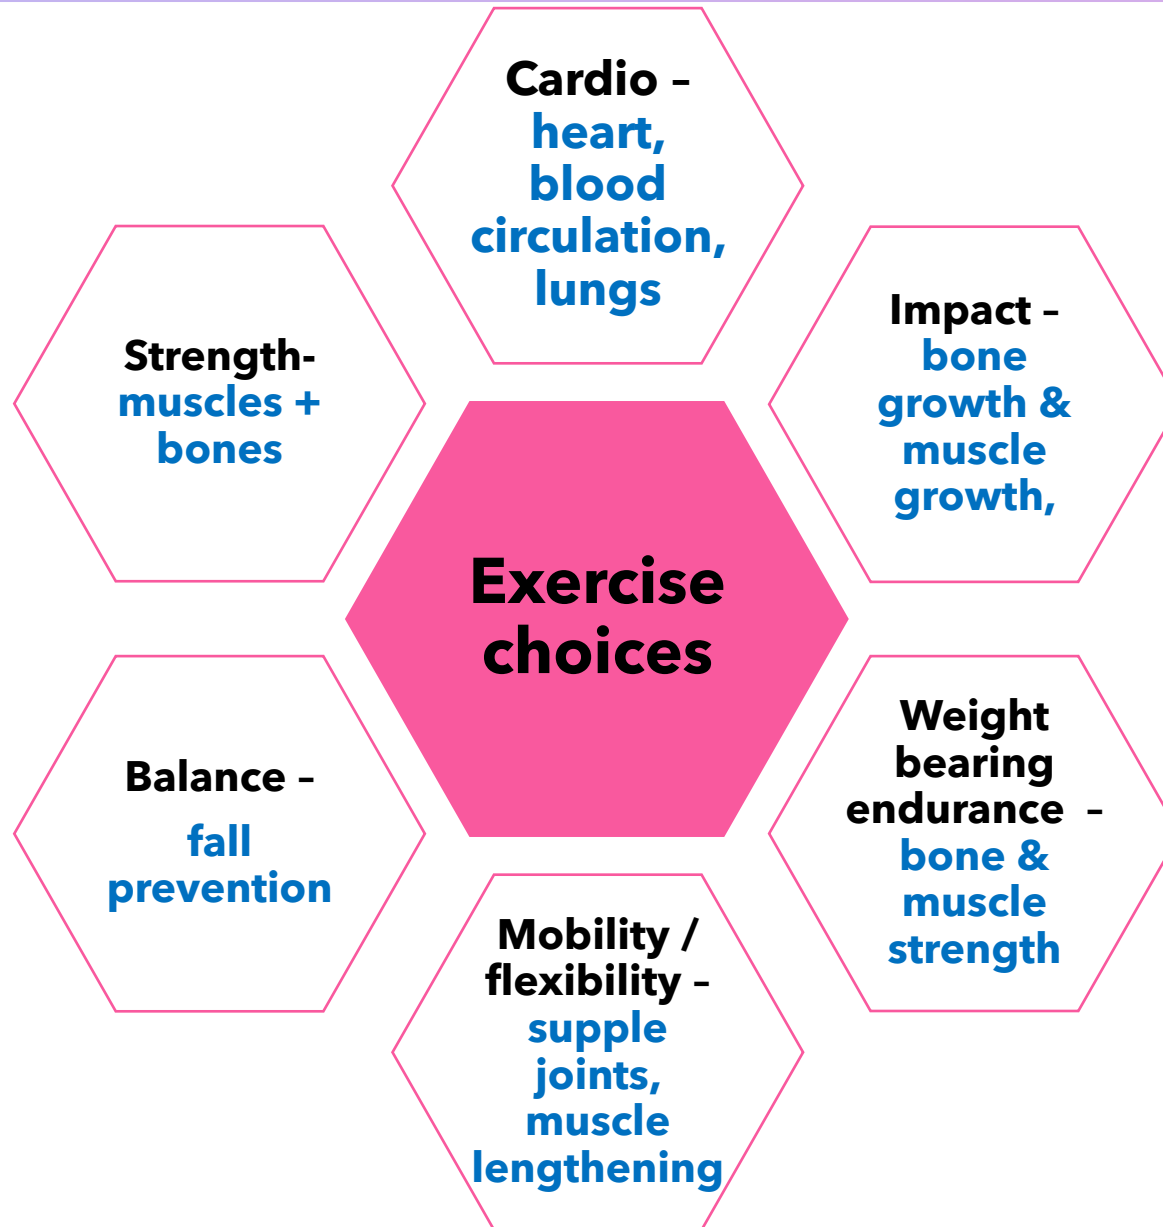 Cardio –
heart,
blood
circulation,
lungs
Impact –
bone
growth &
muscle
growth,
Weight
bearing
endurance –
bone &
muscle
strength
Mobility /
flexibility –
supple
joints,
muscle
lengthening
Balance –
fall
prevention
Strength-
muscles +
bones
Exercise
choices